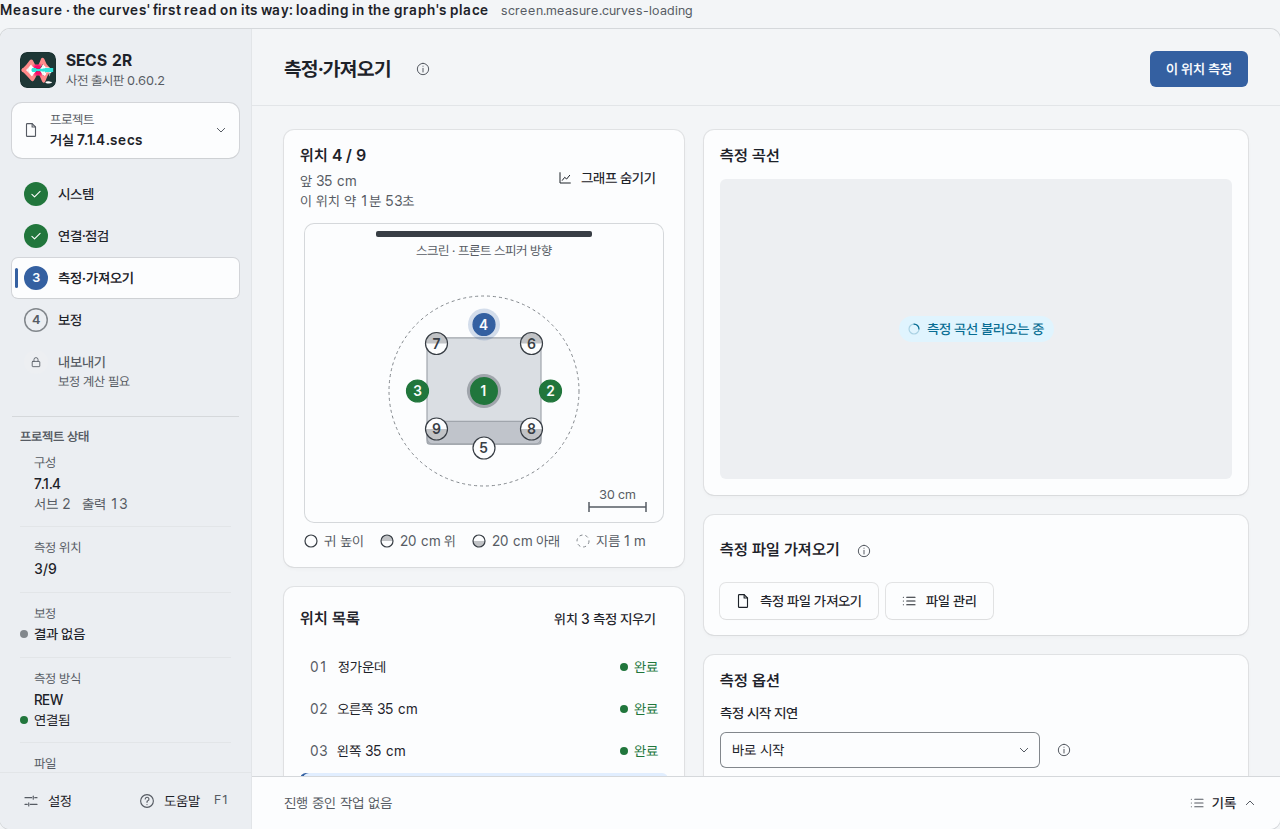 Measure · the curves' first read on its way: loading in the graph's place screen.measure.curves-loading
SECS 2R
사전 출시판 0.60.2
프로젝트
거실 7.1.4.secs
시스템
연결·점검
3 측정·가져오기
4 보정
내보내기
보정 계산 필요
프로젝트 상태
구성
7.1.4
서브 2 출력 13
측정 위치
3/9
보정
결과 없음
측정 방식
REW
연결됨
파일
설정
도움말 F1
측정·가져오기
이 위치 측정
위치 4 / 9
앞 35 cm
이 위치 약 1분 53초
그래프 숨기기
스크린 · 프론트 스피커 방향
4
7 6
3 1 2
9 8
5
30 cm
귀 높이 20 cm 위 20 cm 아래 지름 1 m
위치 목록
위치 3 측정 지우기
01 정가운데 완료
02 오른쪽 35 cm 완료
03 왼쪽 35 cm 완료
측정 곡선
측정 곡선 불러오는 중
측정 파일 가져오기
측정 파일 가져오기
파일 관리
측정 옵션
측정 시작 지연
바로 시작
진행 중인 작업 없음
기록